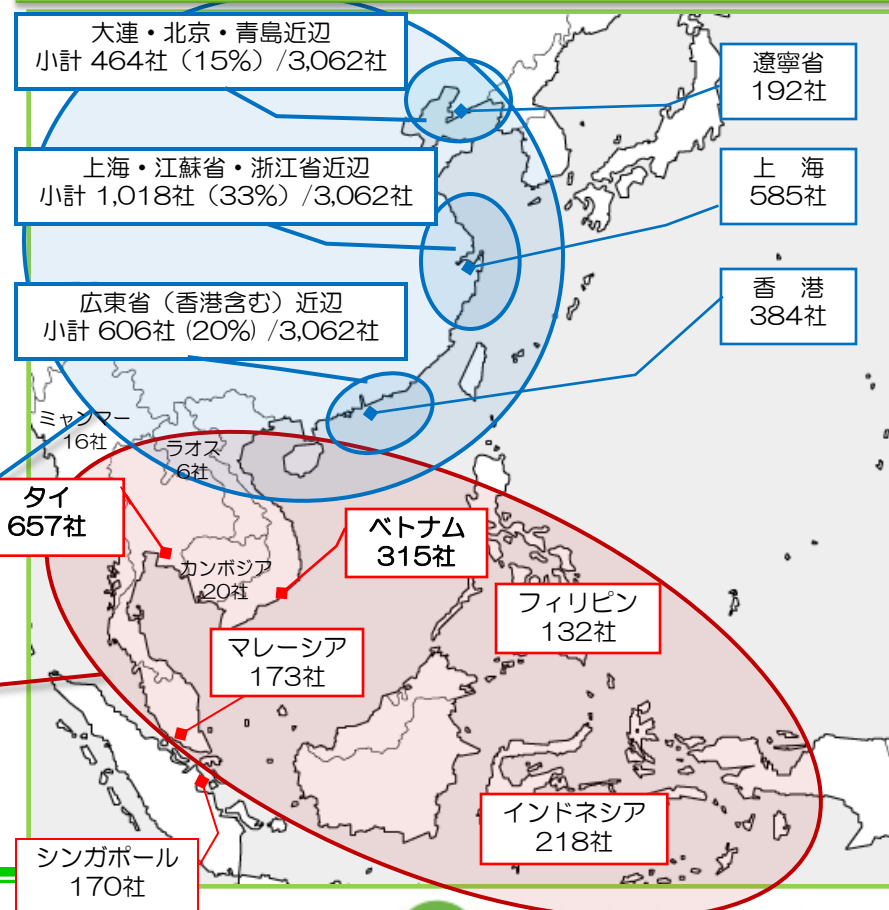 大連・北京・青島近辺
小計 464社（15%）/3,062社
遼寧省
192社
上海・江蘇省・浙江省近辺
小計 1,018社（33%）/3,062社
上　海
585社
広東省（香港含む）近辺
小計 606社 (20%) /3,062社
香　港
384社
ミャンマー
16社
ラオス
6社
タイ
657社
ベトナム
315社
カンボジア
20社
フィリピン
132社
マレーシア
173社
インドネシア
218社
シンガポール
170社